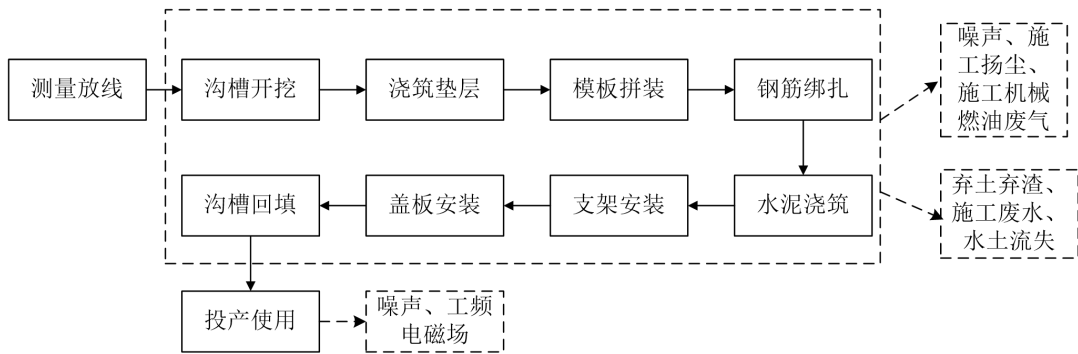 测量放线
沟槽开挖
浇筑垫层
模板拼装
钢筋绑扎
噪声、施
工扬尘、
施工机械
燃油废气
沟槽回填
盖板安装
支架安装
水泥浇筑
弃土弃渣、
施工废水、
水土流失
投产使用
噪声、工频
电磁场